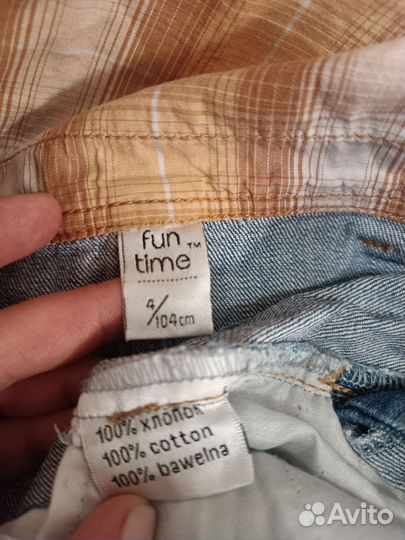 fun
time™
4/104cm
100% хлопок
100% cotton
100% bawełna
Avito